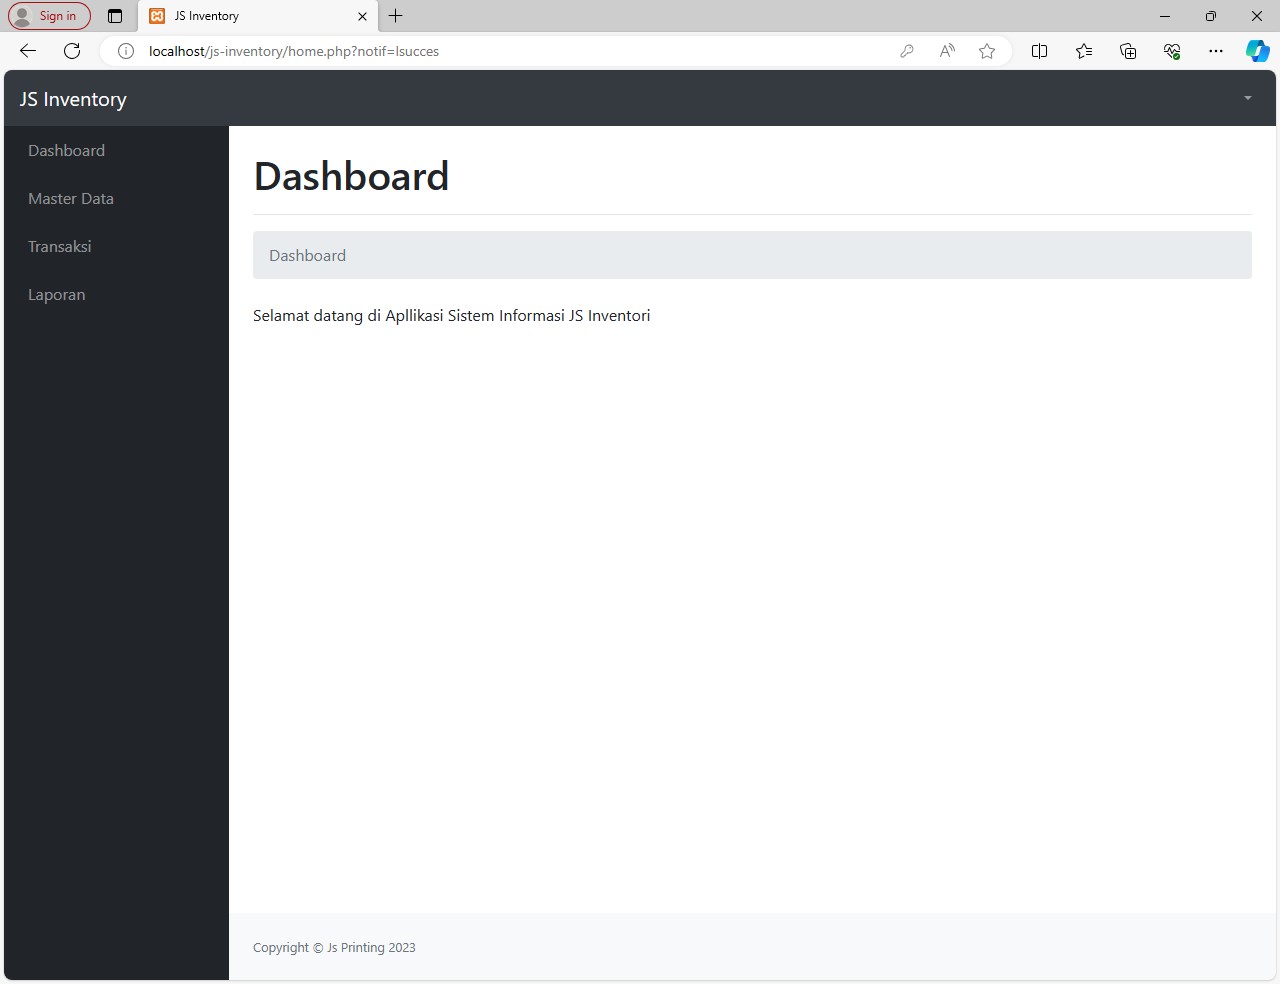 Sign in
JS Inventory
localhost/js-inventory/home.php?notif=lsucces
JS Inventory
Dashboard
Master Data
Transaksi
Laporan
Dashboard
Dashboard
Selamat datang di Apllikasi Sistem Informasi JS Inventori
Copyright © Js Printing 2023